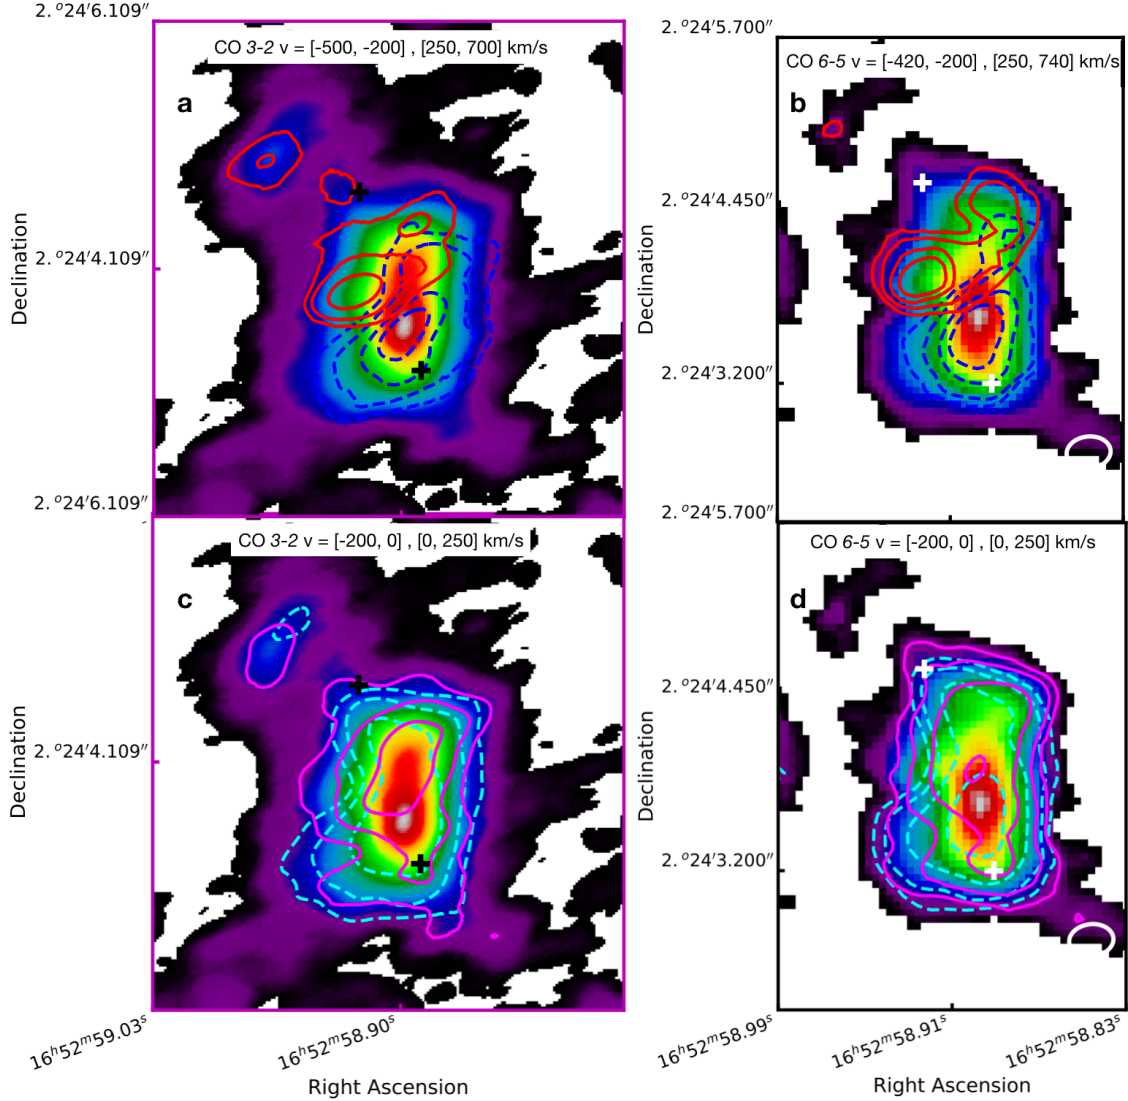 2. °24′6.109″
2. °24′5.700″
CO 3-2 v = [-500, -200] , [250, 700] km/s
CO 6-5 v = [-420, -200] , [250, 740] km/s
a
b
2. °24′4.450″
Declination
Declination
2. °24′4.109″
2. °24′3.200″
2. °24′6.109″
2. °24′5.700″
CO 3-2 v = [-200, 0] , [0, 250] km/s
CO 6-5 v = [-200, 0] , [0, 250] km/s
c
d
2. °24′4.450″
2. °24′4.109″
Declination
Declination
2. °24′3.200″
16ʰ52ᵐ59.03ˢ
16ʰ52ᵐ58.90ˢ
16ʰ52ᵐ58.99ˢ
16ʰ52ᵐ58.91ˢ
16ʰ52ᵐ58.83ˢ
Right Ascension
Right Ascension